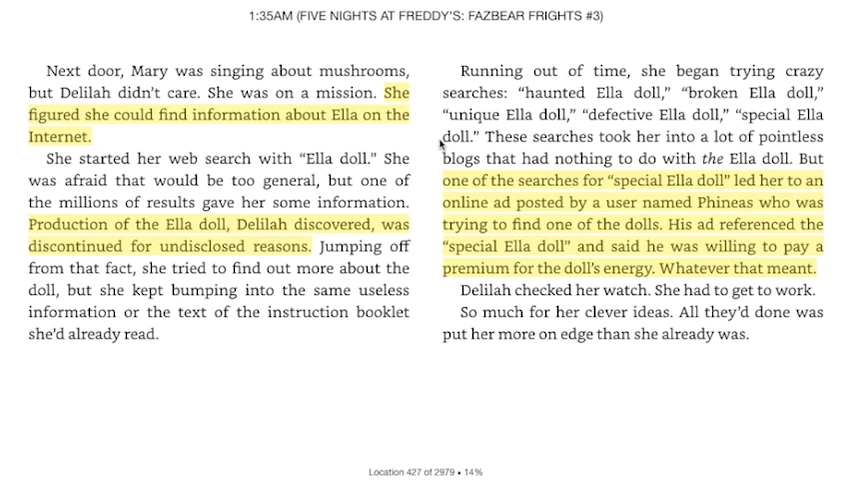 1:35AM (FIVE NIGHTS AT FREDDY'S: FAZBEAR FRIGHTS #3)
Next door, Mary was singing about mushrooms,
but Delilah didn't care. She was on a mission. She
figured she could find information about Ella on the
Internet.
She started her web search with “Ella doll.” She
was afraid that would be too general, but one of
the millions of results gave her some information.
Production of the Ella doll, Delilah discovered, was
discontinued for undisclosed reasons. Jumping off
from that fact, she tried to find out more about the
doll, but she kept bumping into the same useless
information or the text of the instruction booklet
she'd already read.
Running out of time, she began trying crazy
searches: “haunted Ella doll,” “broken Ella doll,”
“unique Ella doll,” “defective Ella doll,” “special Ella
doll.” These searches took her into a lot of pointless
blogs that had nothing to do with the Ella doll. But
one of the searches for “special Ella doll” led her to an
online ad posted by a user named Phineas who was
trying to find one of the dolls. His ad referenced the
“special Ella doll” and said he was willing to pay a
premium for the doll's energy. Whatever that meant.
Delilah checked her watch. She had to get to work.
So much for her clever ideas. All they'd done was
put her more on edge than she already was.
Location 427 of 2979 • 14%